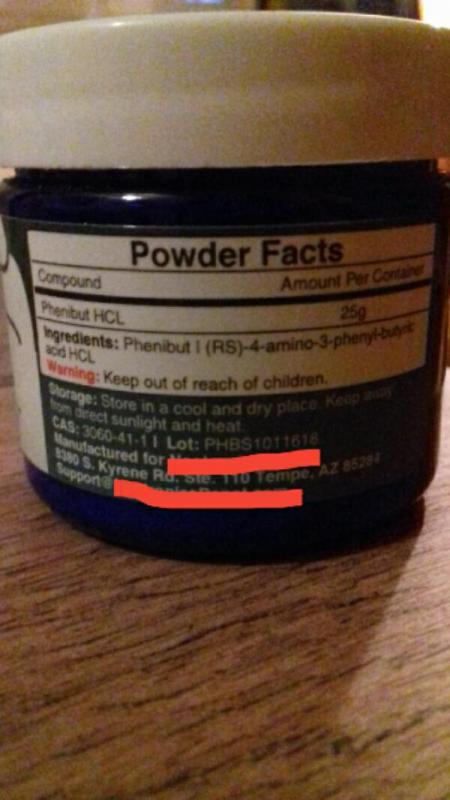 Powder Facts
Compound Amount Per Container
Phenibut HCL 25g
Ingredients: Phenibut | (RS)-4-amino-3-phenyl-butyric
acid HCL
Warning: Keep out of reach of children.
Storage: Store in a cool and dry place. Keep away
from direct sunlight and heat.
CAS: 3060-41-1 | Lot: PHBS1011616
Manufactured for
8380 S. Kyrene Rd. Ste. 110 Tempe, AZ 85284
Support@